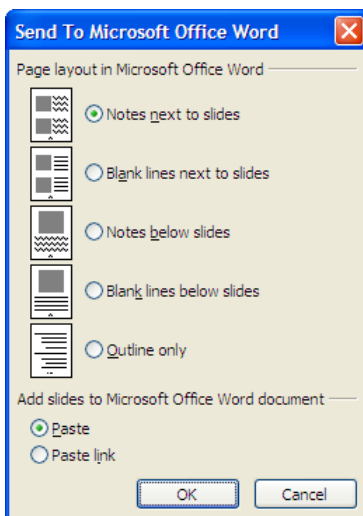 Send To Microsoft Office Word
Page layout in Microsoft Office Word
Notes next to slides
Blank lines next to slides
Notes below slides
Blank lines below slides
Outline only
Add slides to Microsoft Office Word document
Paste
Paste link
OK Cancel